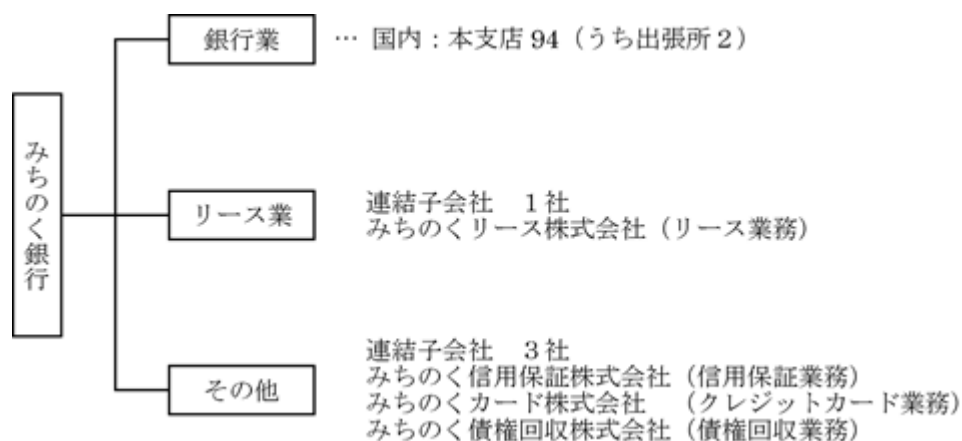 みちのく銀行
銀行業 … 国内：本支店 94（うち出張所２）
リース業
連結子会社　１社
みちのくリース株式会社（リース業務）
その他
連結子会社　３社
みちのく信用保証株式会社（信用保証業務）
みちのくカード株式会社　（クレジットカード業務）
みちのく債権回収株式会社（債権回収業務）